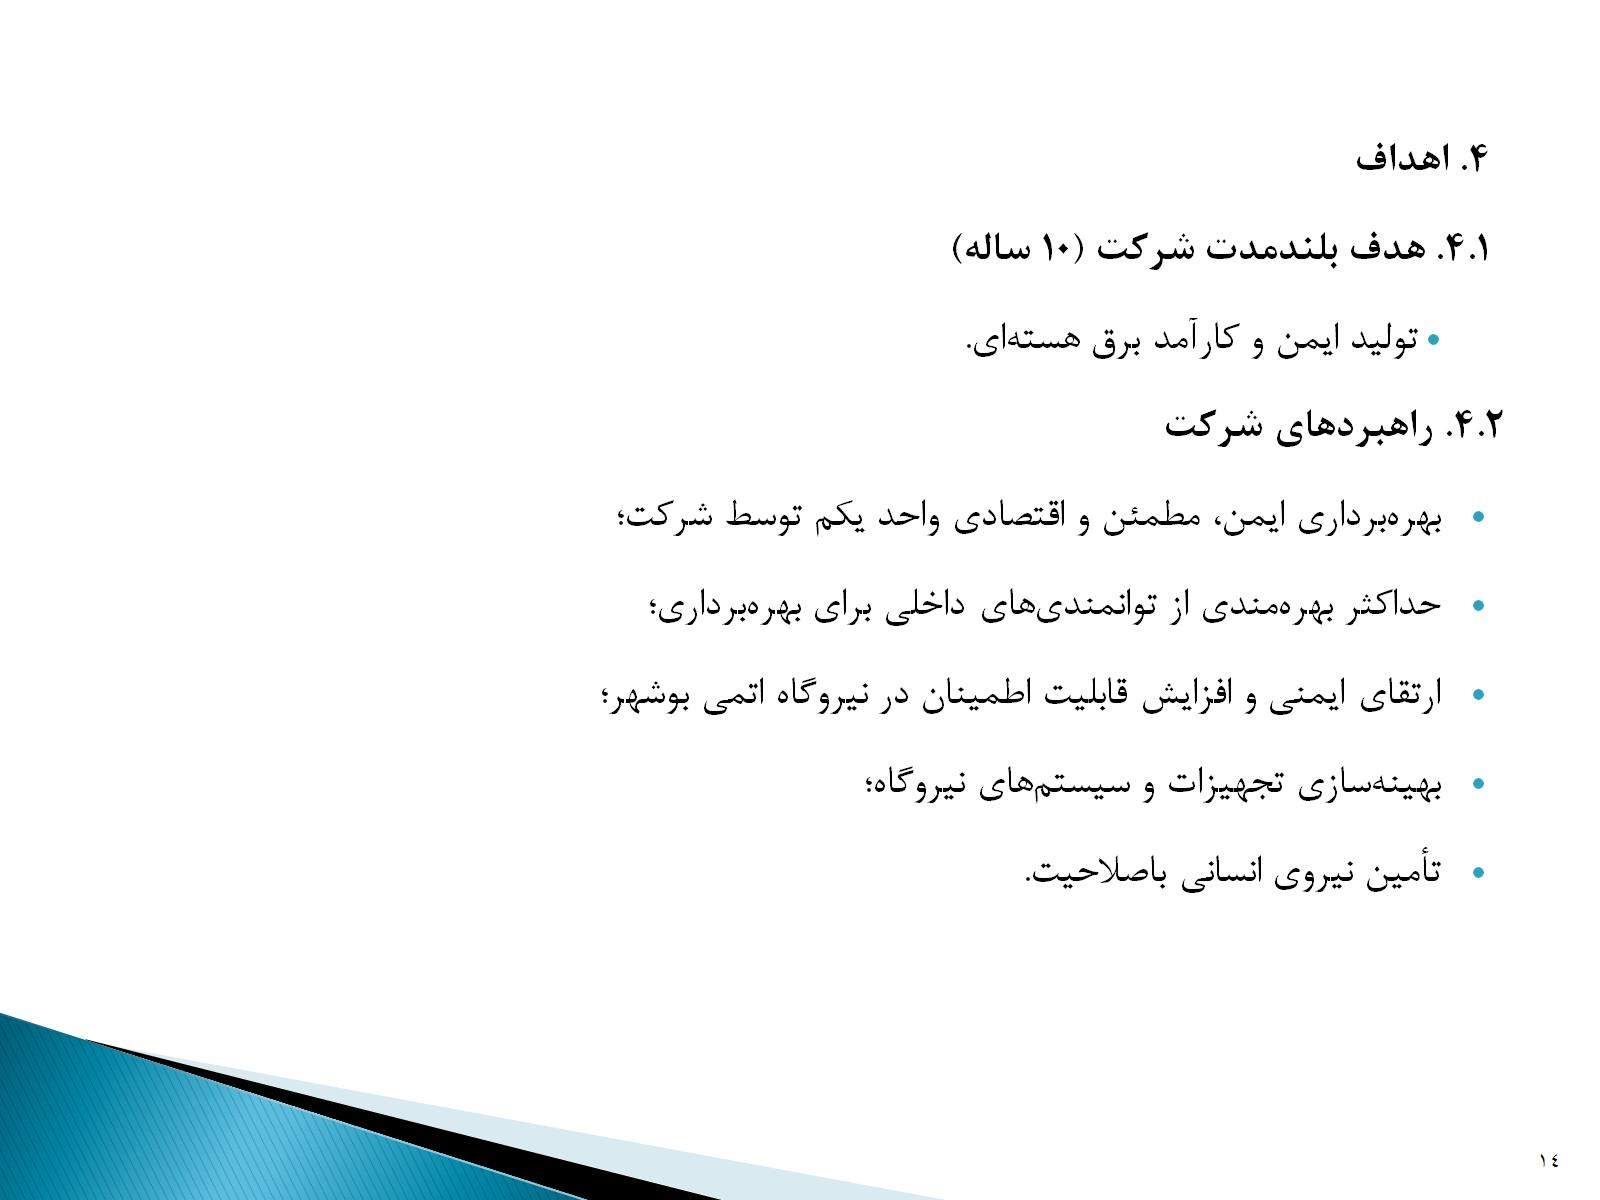 ۴. اهداف
۴.۱. هدف بلندمدت شرکت (۱۰ ساله)
• تولید ایمن و کارآمد برق هسته‌ای.
۴.۲. راهبردهای شرکت
• بهره‌برداری ایمن، مطمئن و اقتصادی واحد یکم توسط شرکت؛
• حداکثر بهره‌مندی از توانمندی‌های داخلی برای بهره‌برداری؛
• ارتقای ایمنی و افزایش قابلیت اطمینان در نیروگاه اتمی بوشهر؛
• بهینه‌سازی تجهیزات و سیستم‌های نیروگاه؛
• تأمین نیروی انسانی باصلاحیت.
١٤